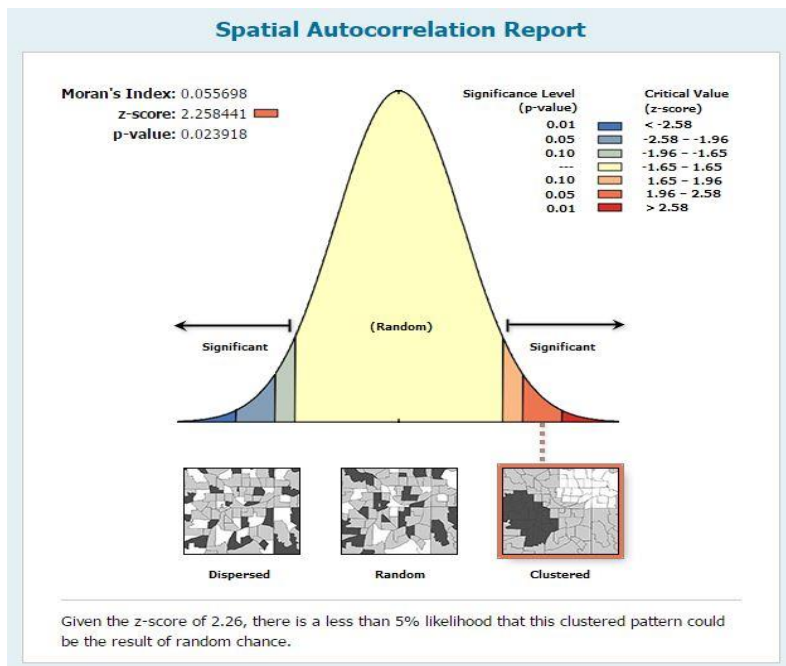 Spatial Autocorrelation Report
Moran's Index: 0.055698
z-score: 2.258441
p-value: 0.023918
Significance Level Critical Value
(p-value) (z-score)
0.01 < -2.58
0.05 -2.58 – -1.96
0.10 -1.96 – -1.65
--- -1.65 – 1.65
0.10 1.65 – 1.96
0.05 1.96 – 2.58
0.01 > 2.58
(Random)
Significant Significant
Dispersed Random Clustered
Given the z-score of 2.26, there is a less than 5% likelihood that this clustered pattern could
be the result of random chance.